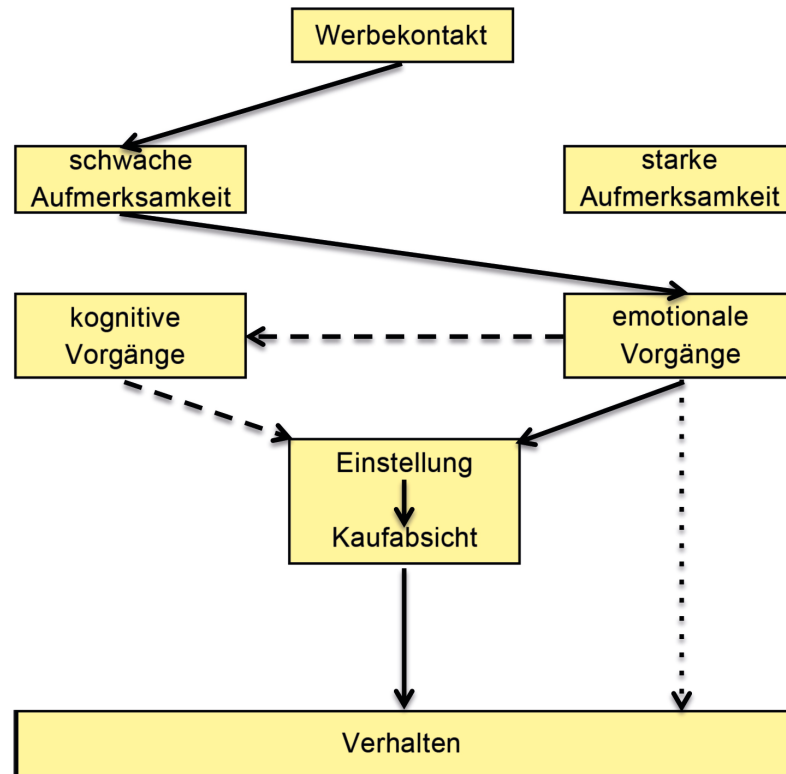 Werbekontakt
schwache
Aufmerksamkeit
starke
Aufmerksamkeit
kognitive
Vorgänge
emotionale
Vorgänge
Einstellung
Kaufabsicht
Verhalten